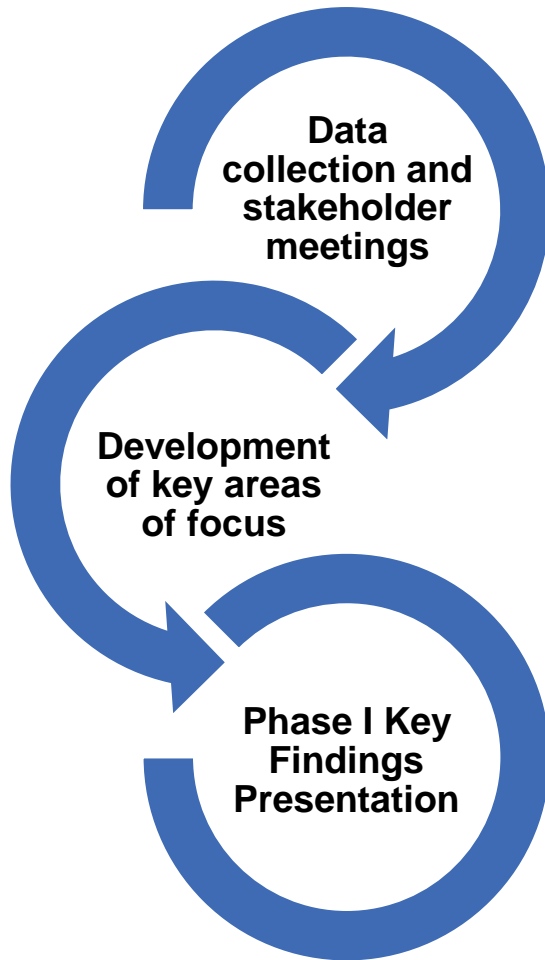 Data
collection and
stakeholder
meetings
Development
of key areas
of focus
Phase I Key
Findings
Presentation